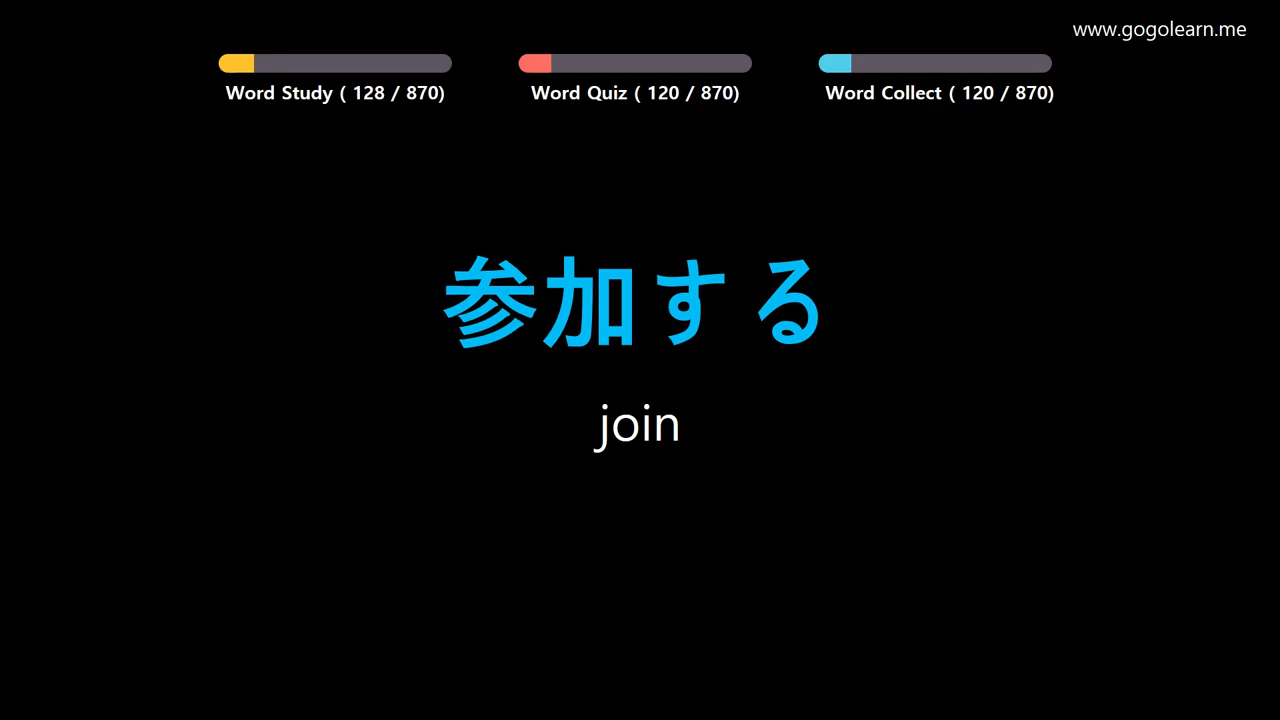 www.gogolearn.me
Word Study ( 128 / 870)
Word Quiz ( 120 / 870)
Word Collect ( 120 / 870)
参加する
join